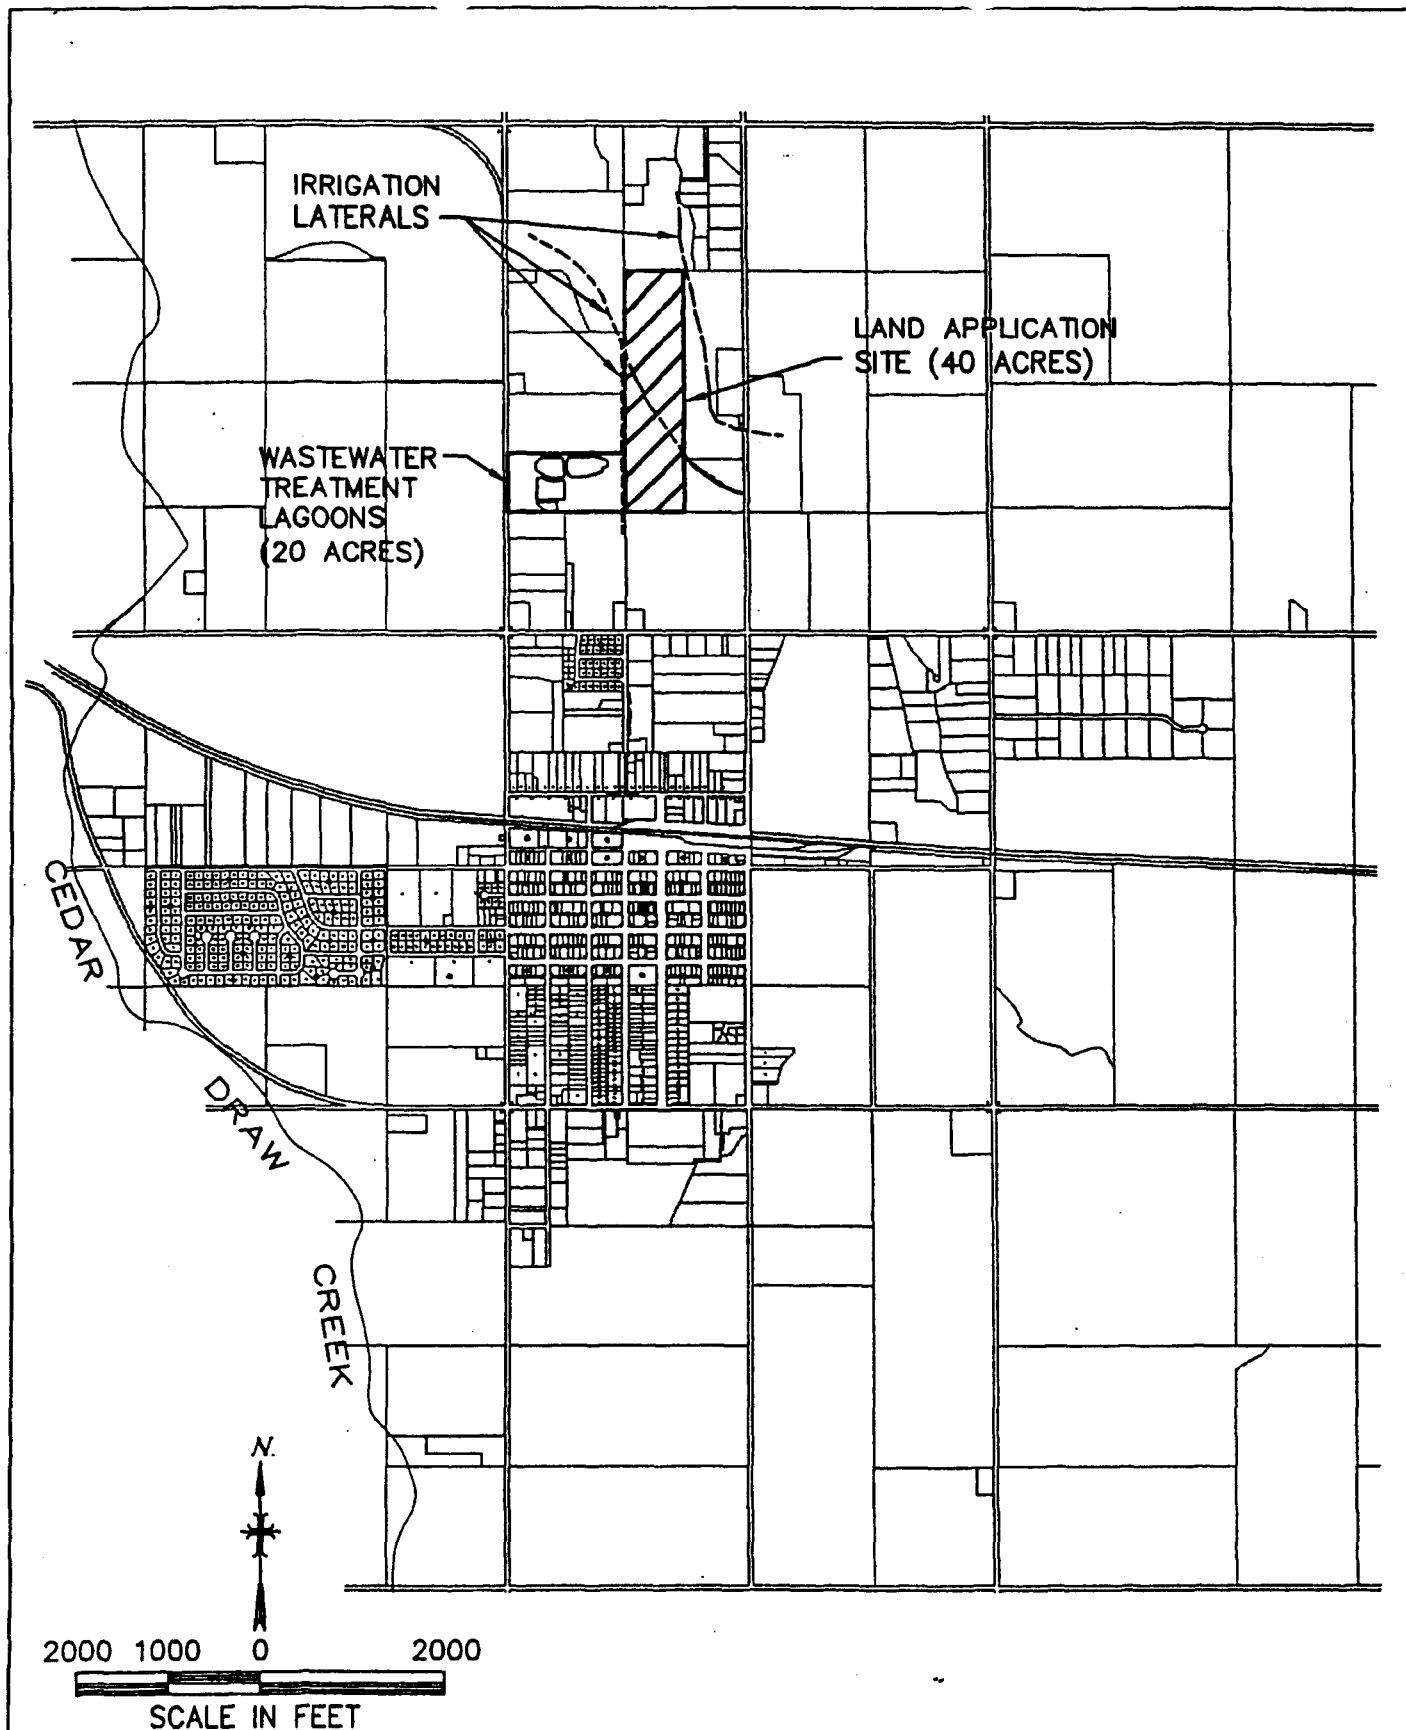 IRRIGATION
LATERALS
LAND APPLICATION
SITE (40 ACRES)
WASTEWATER
TREATMENT
LAGOONS
(20 ACRES)
CEDAR
DRAW
CREEK
N.
2000 1000 0 2000
SCALE IN FEET